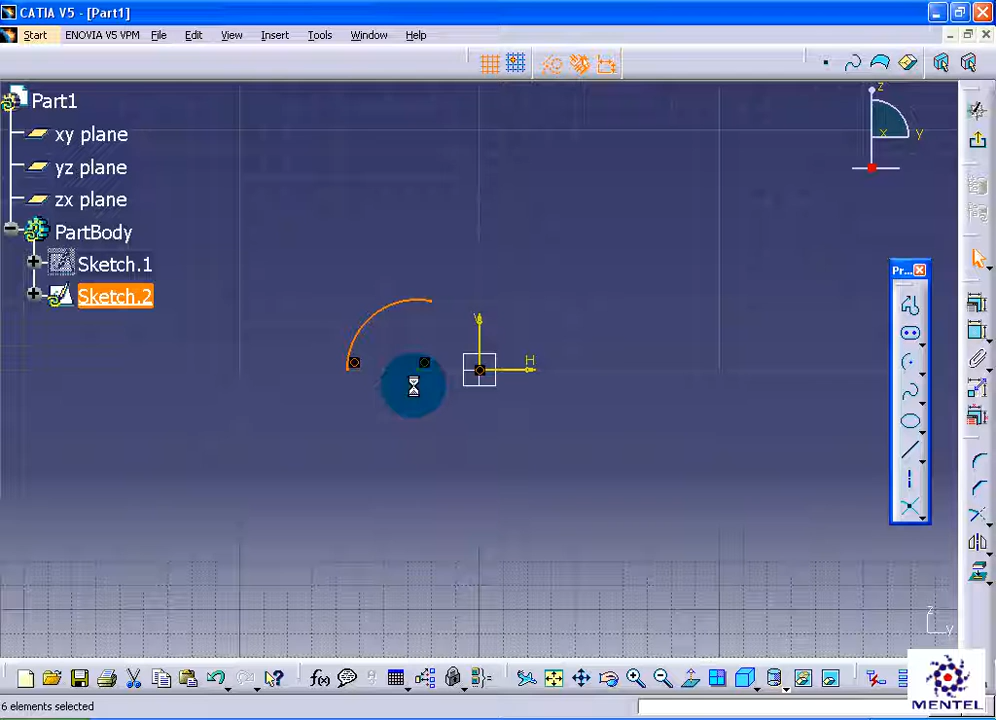 CATIA V5 - [Part1]
Start ENOVIA V5 VPM File Edit View Insert Tools Window Help
Part1
xy plane
yz plane
zx plane
PartBody
Sketch.1
Sketch.2
z
x
y
Pr...
V
H
z
y
f(x)
MENTEL
6 elements selected